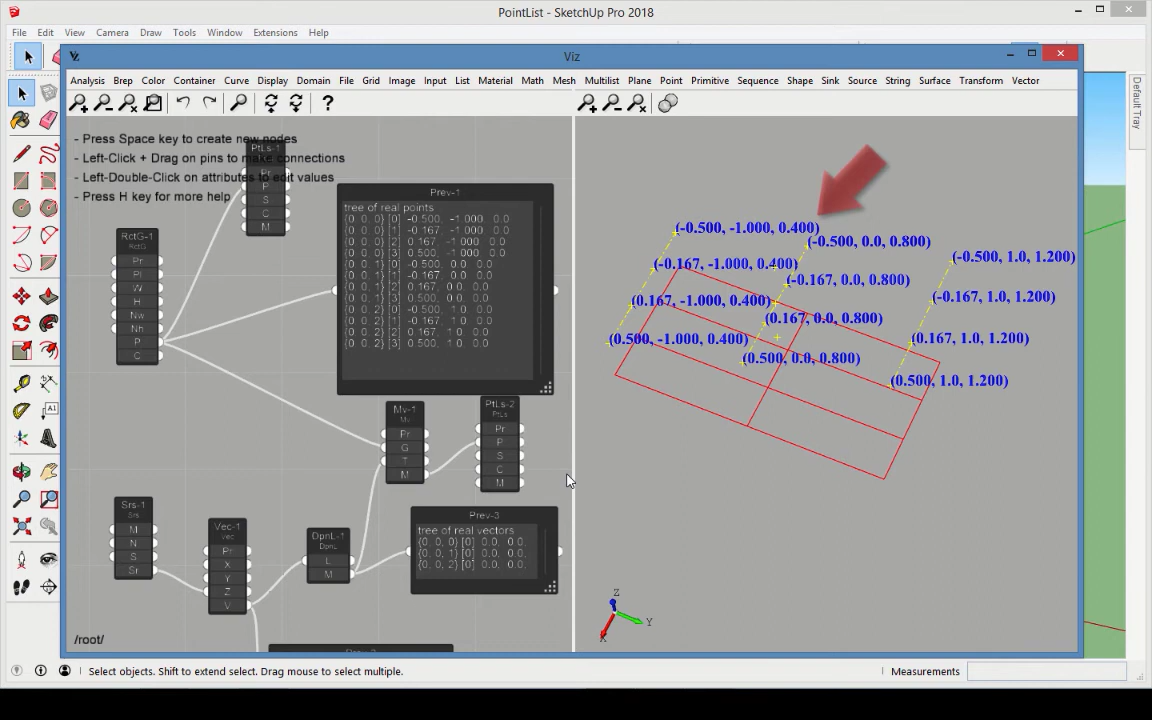 PointList - SketchUp Pro 2018
File Edit View Camera Draw Tools Window Extensions Help
Viz
Analysis Brep Color Container Curve Display Domain File Grid Image Input List Material Math Mesh Multilist Plane Point Primitive Sequence Shape Sink Source String Surface Transform Vector
Default Tray
- Press Space key to create new nodes
- Left-Click + Drag on pins to make connections
- Left-Double-Click on attributes to edit values
- Press H key for more help
PtLs-1
P
S
C
M
RctG-1
RctG
Pr
Pl
W
H
Nw
Nh
P
C
Prev-1
tree of real points
{0, 0, 0} [0] -0.500, -1.000 0.0
{0, 0, 0} [1] -0.167, -1.000 0.0
{0, 0, 0} [2] 0.167, -1.000 0.0
{0, 0, 0} [3] 0.500, -1.000 0.0
{0, 0, 1} [0] -0.500, 0.0, 0.0
{0, 0, 1} [1] -0.167, 0.0, 0.0
{0, 0, 1} [2] 0.167, 0.0, 0.0
{0, 0, 1} [3] 0.500, 0.0, 0.0
{0, 0, 2} [0] -0.500, 1.0, 0.0
{0, 0, 2} [1] -0.167, 1.0, 0.0
{0, 0, 2} [2] 0.167, 1.0, 0.0
{0, 0, 2} [3] 0.500, 1.0, 0.0
Mv-1
Mv
Pr
G
T
M
PtLs-2
PtLs
Pr
P
S
C
M
Srs-1
Srs
M
N
S
Sr
Vec-1
Vec
Pr
X
Y
Z
V
DpnL-1
DpnL
L
M
Prev-3
tree of real vectors
{0, 0, 0} [0] 0.0, 0.0,
{0, 0, 1} [0] 0.0, 0.0,
{0, 0, 2} [0] 0.0, 0.0,
/root/
(-0.500, -1.000, 0.400)
(-0.500, 0.0, 0.800)
(-0.500, 1.0, 1.200)
(-0.167, -1.000, 0.400)
(-0.167, 0.0, 0.800)
(-0.167, 1.0, 1.200)
(0.167, -1.000, 0.400)
(0.167, 0.0, 0.800)
(0.167, 1.0, 1.200)
(0.500, -1.000, 0.400)
(0.500, 0.0, 0.800)
(0.500, 1.0, 1.200)
Z
Y
X
Select objects. Shift to extend select. Drag mouse to select multiple.
Measurements